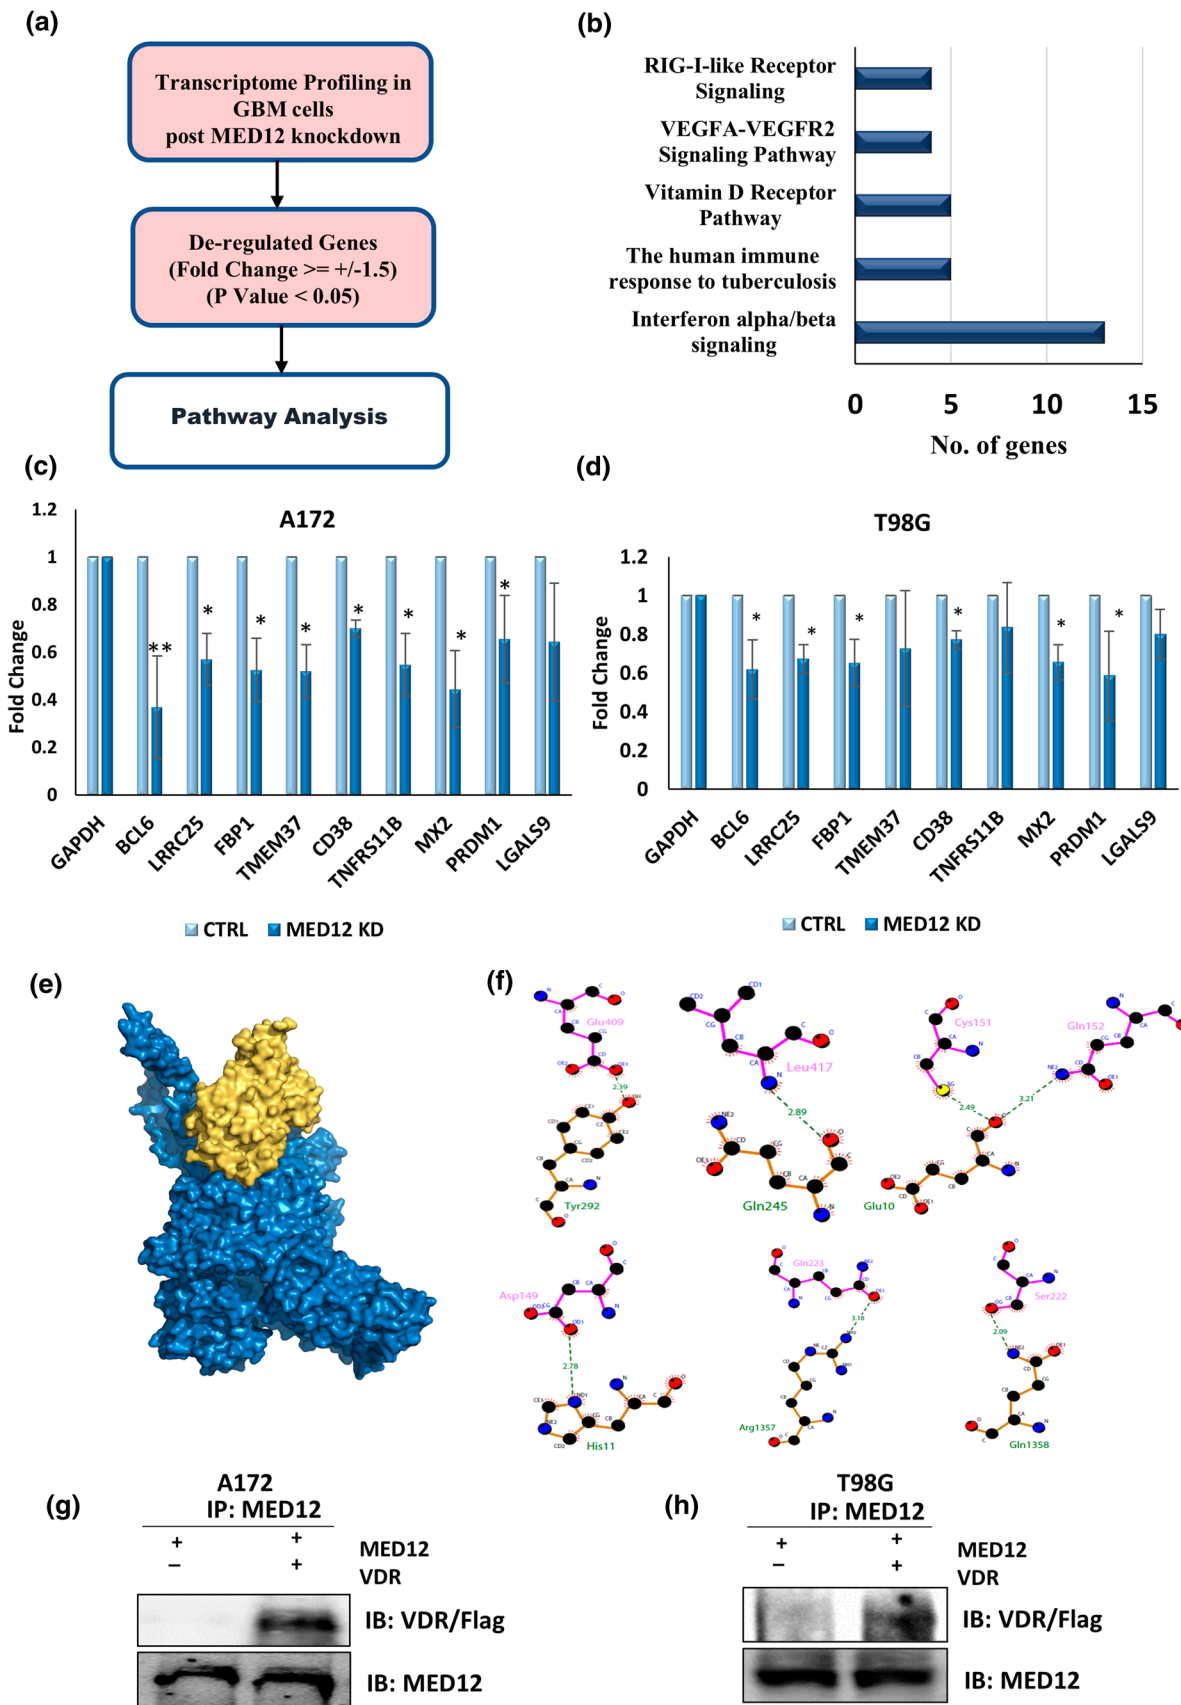 (a)
Transcriptome Profiling in
GBM cells
post MED12 knockdown
De-regulated Genes
(Fold Change >= +/-1.5)
(P Value < 0.05)
Pathway Analysis
(b)
RIG-I-like Receptor
Signaling
VEGFA-VEGFR2
Signaling Pathway
Vitamin D Receptor
Pathway
The human immune
response to tuberculosis
Interferon alpha/beta
signaling
0 5 10 15
No. of genes
(c)
A172
Fold Change
1.2
1
0.8
0.6
0.4
0.2
0
** * * * * * * *
GAPDH BCL6 LRRC25 FBP1 TMEM37 CD38 TNFRS11B MX2 PRDM1 LGALS9
CTRL MED12 KD
(d)
T98G
Fold Change
1.2
1
0.8
0.6
0.4
0.2
0
* * * * * *
GAPDH BCL6 LRRC25 FBP1 TMEM37 CD38 TNFRS11B MX2 PRDM1 LGALS9
CTRL MED12 KD
(e)
(f)
Glu409
2.39
Tyr292
Leu417
2.89
Gln245
Cys151
Gln152
2.49
3.21
Glu10
Asp149
2.78
His11
Gln223
3.18
Arg1357
Ser222
2.09
Gln1358
(g)
A172
IP: MED12
+ + MED12
– + VDR
IB: VDR/Flag
IB: MED12
(h)
T98G
IP: MED12
+ + MED12
– + VDR
IB: VDR/Flag
IB: MED12